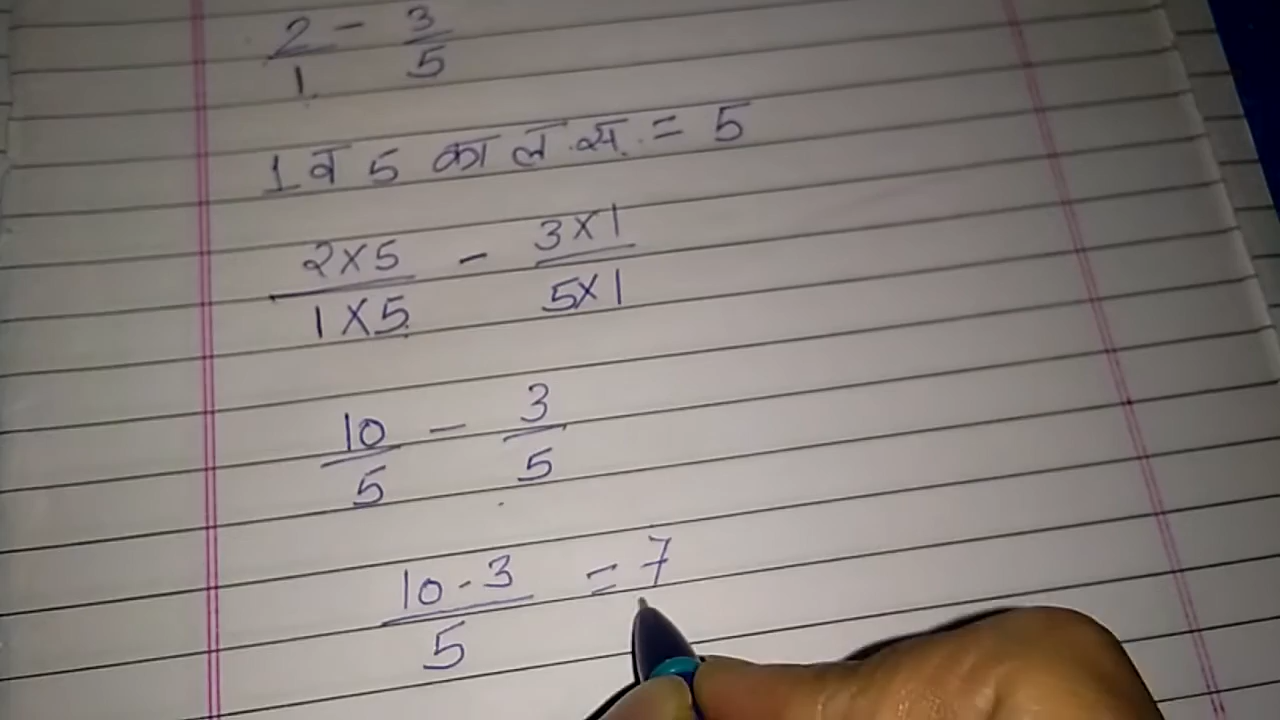 2/1 - 3/5
1 व 5 का ल.स. = 5
2×5/1×5 - 3×1/5×1
10/5 - 3/5
10-3/5 = 7